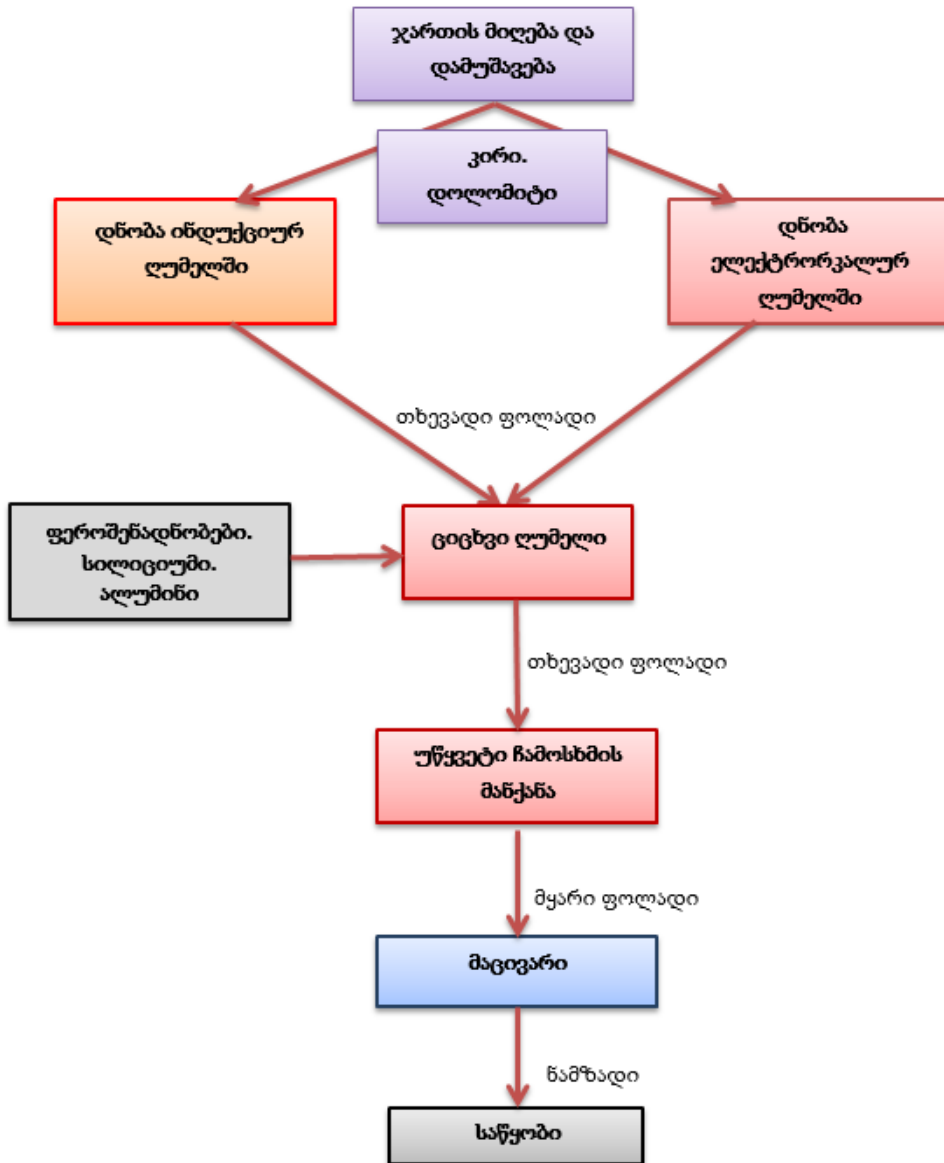 ჯართის მიღება და
დამუშავება
კირი.
დოლომიტი
დნობა ინდუქციურ
ღუმელში
დნობა
ელექტრორკალურ
ღუმელში
თხევადი ფოლადი
ფეროშენადნობები.
სილიციუმი.
ალუმინი
ციცხვი ღუმელი
თხევადი ფოლადი
უწყვეტი ჩამოსხმის
მანქანა
მყარი ფოლადი
მაცივარი
ნამზადი
საწყობი